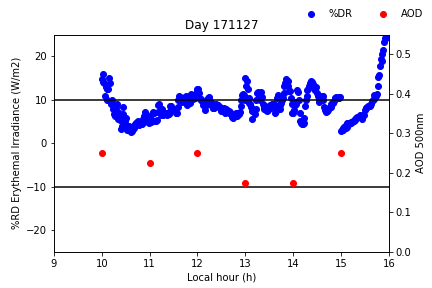 %DR AOD
Day 171127
%RD Erythemal Irradiance (W/m2)
20
10
0
−10
−20
0.5
0.4
0.3
0.2
0.1
0.0
AOD 500nm
9 10 11 12 13 14 15 16
Local hour (h)